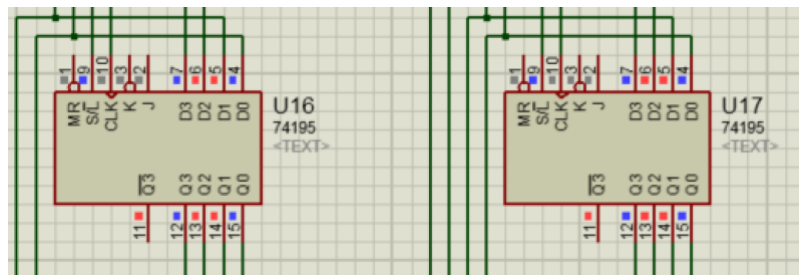 1 9 10 3 2 7 6 5 4
MR S/L CLK K J D3 D2 D1 D0
U16
74195
<TEXT>
Q3 Q3 Q2 Q1 Q0
11 12 13 14 15
1 9 10 3 2 7 6 5 4
MR S/L CLK K J D3 D2 D1 D0
U17
74195
<TEXT>
Q3 Q3 Q2 Q1 Q0
11 12 13 14 15